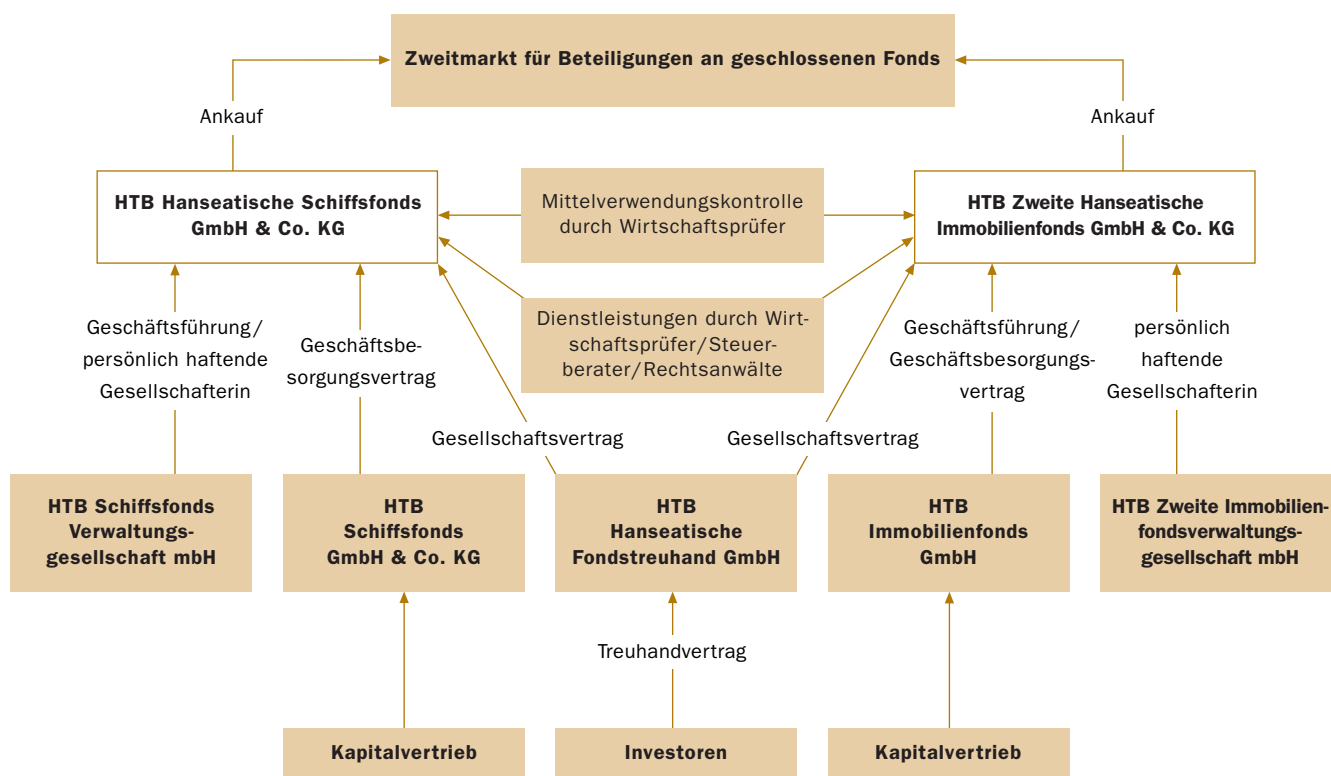 Zweitmarkt für Beteiligungen an geschlossenen Fonds
Ankauf
Ankauf
HTB Hanseatische Schiffsfonds
GmbH & Co. KG
Mittelverwendungskontrolle
durch Wirtschaftsprüfer
HTB Zweite Hanseatische
Immobilienfonds GmbH & Co. KG
Geschäftsführung/
persönlich haftende
Gesellschafterin
Geschäftsbe-
sorgungsvertrag
Dienstleistungen durch Wirt-
schaftsprüfer/Steuer-
berater/Rechtsanwälte
Geschäftsführung/
Geschäftsbesorgungs-
vertrag
persönlich
haftende
Gesellschafterin
Gesellschaftsvertrag
Gesellschaftsvertrag
HTB Schiffsfonds
Verwaltungs-
gesellschaft mbH
HTB
Schiffsfonds
GmbH & Co. KG
HTB
Hanseatische
Fondstreuhand GmbH
HTB
Immobilienfonds
GmbH
HTB Zweite Immobilien-
fondsverwaltungs-
gesellschaft mbH
Treuhandvertrag
Kapitalvertrieb
Investoren
Kapitalvertrieb